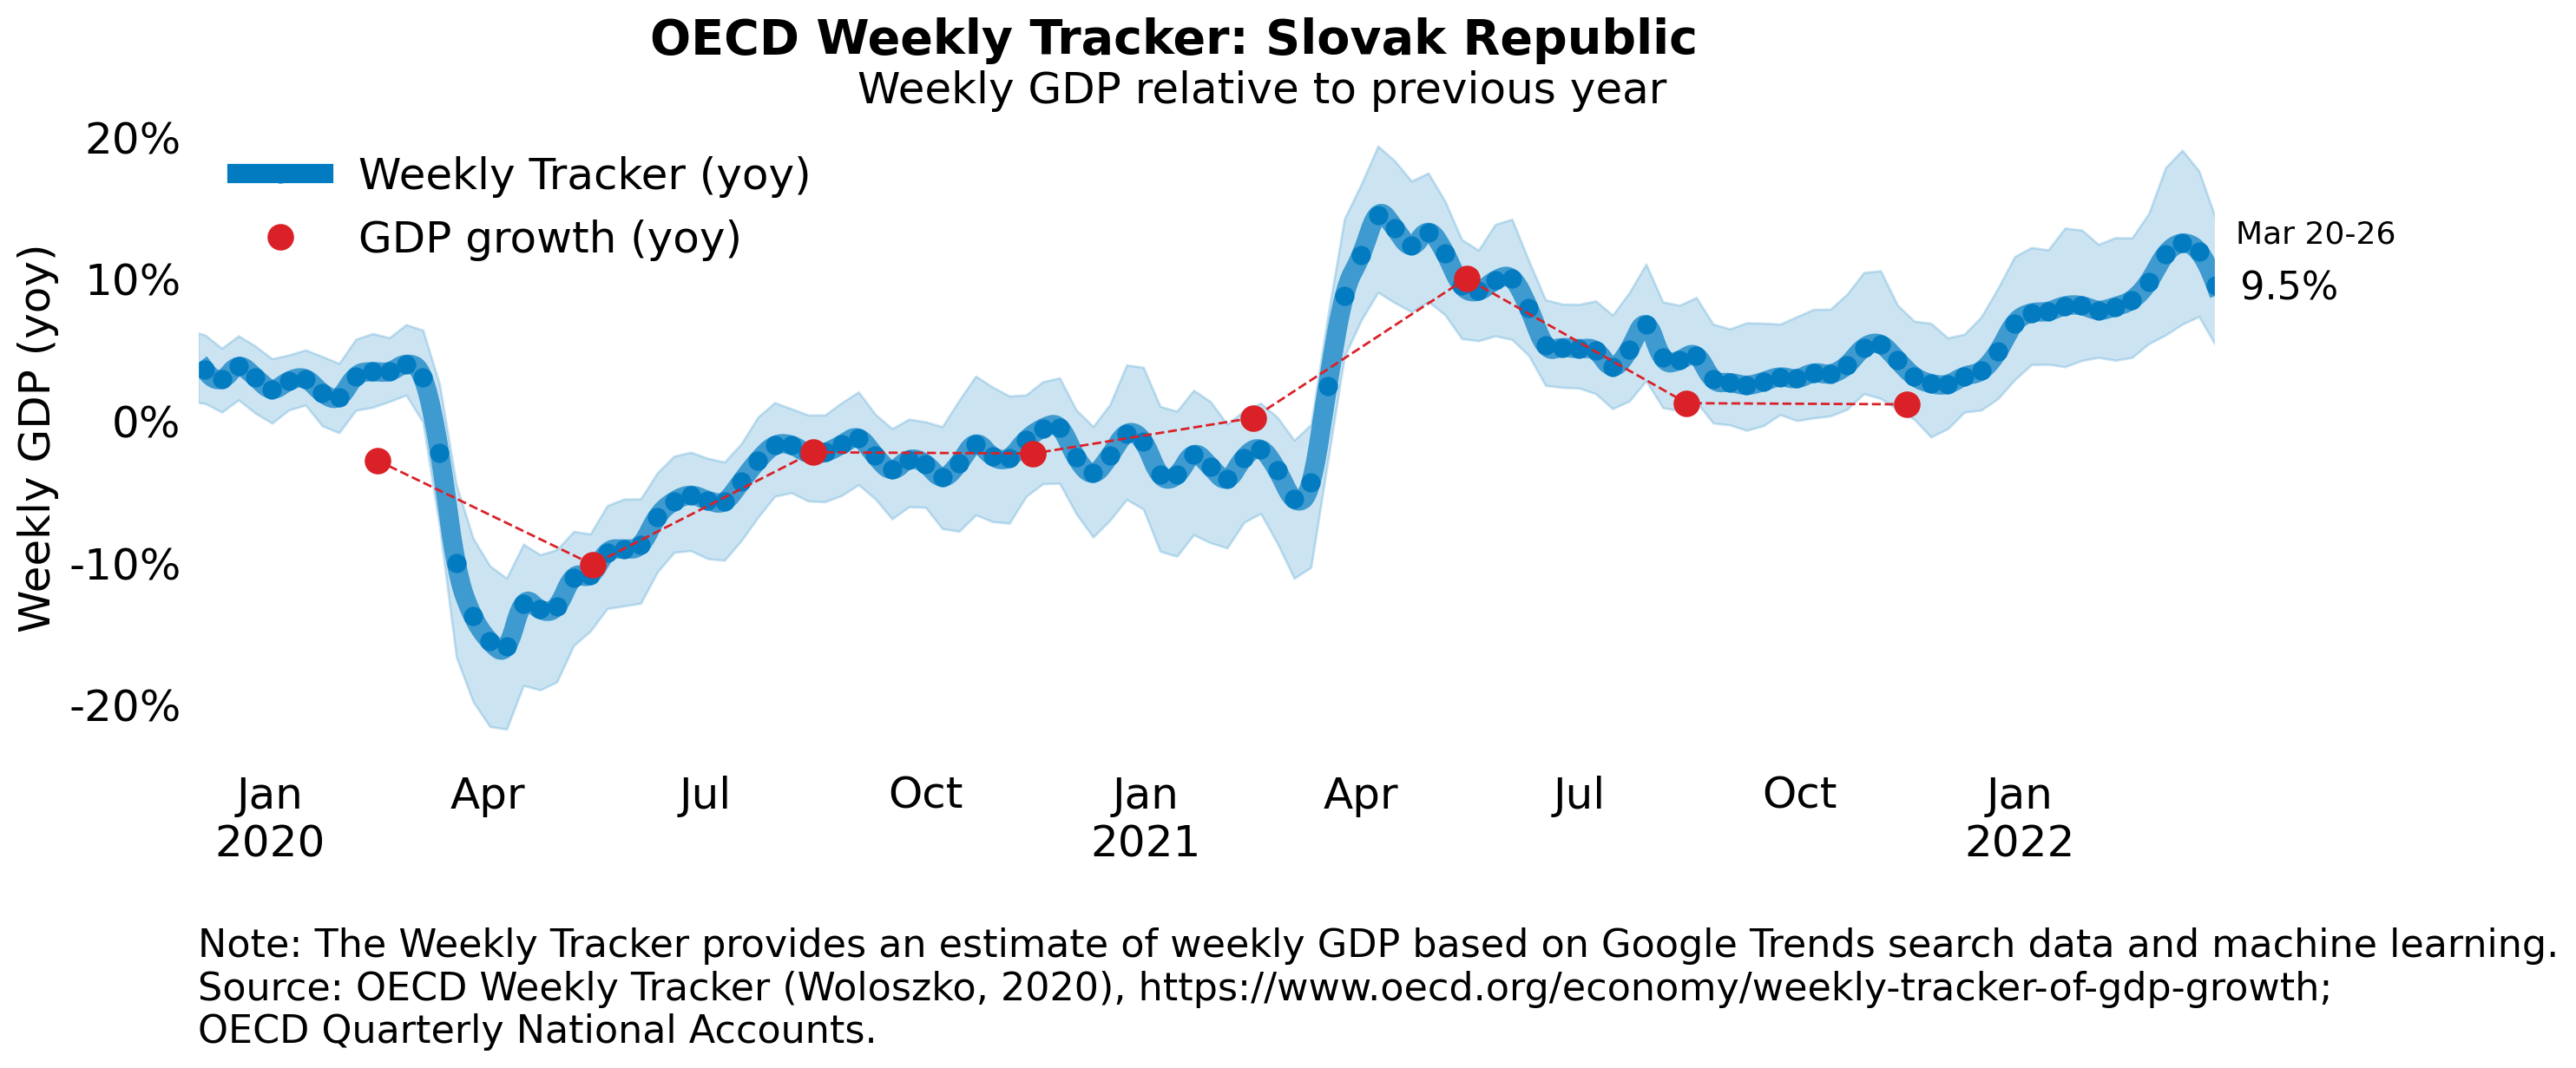 OECD Weekly Tracker: Slovak Republic
Weekly GDP relative to previous year
Weekly GDP (yoy)
20%
10%
0%
-10%
-20%
Weekly Tracker (yoy)
GDP growth (yoy)
Mar 20-26
9.5%
Jan Apr Jul Oct Jan Apr Jul Oct Jan
2020 2021 2022
Note: The Weekly Tracker provides an estimate of weekly GDP based on Google Trends search data and machine learning.
Source: OECD Weekly Tracker (Woloszko, 2020), https://www.oecd.org/economy/weekly-tracker-of-gdp-growth;
OECD Quarterly National Accounts.